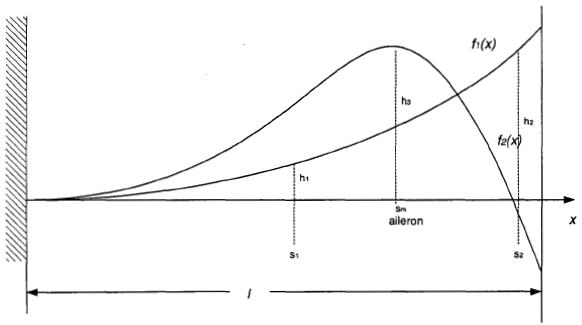 f₁(x)
h₃
h₂
f₂(x)
h₁
sₘ
x
aileron
s₁
s₂
l